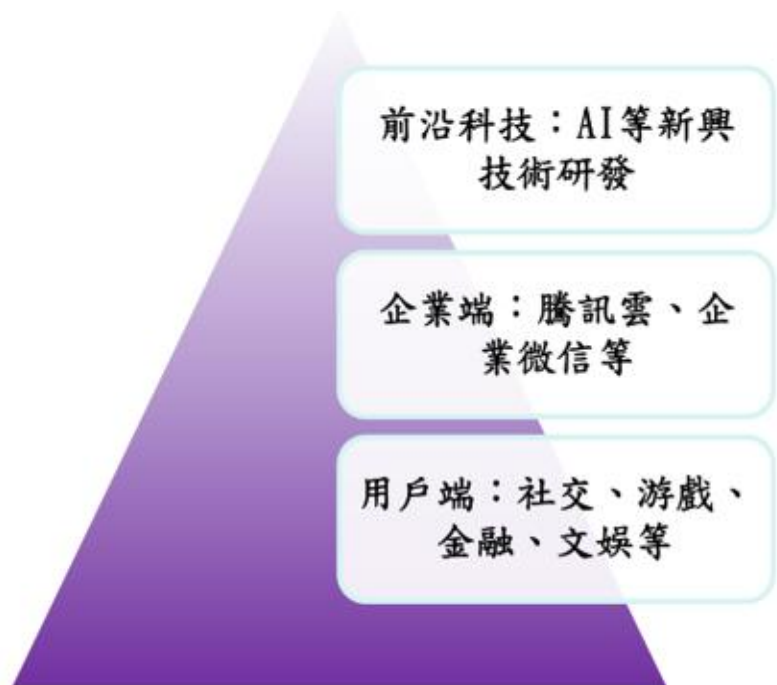 前沿科技：AI等新興
技術研發
企業端：騰訊雲、企
業微信等
用戶端：社交、游戲、
金融、文娛等